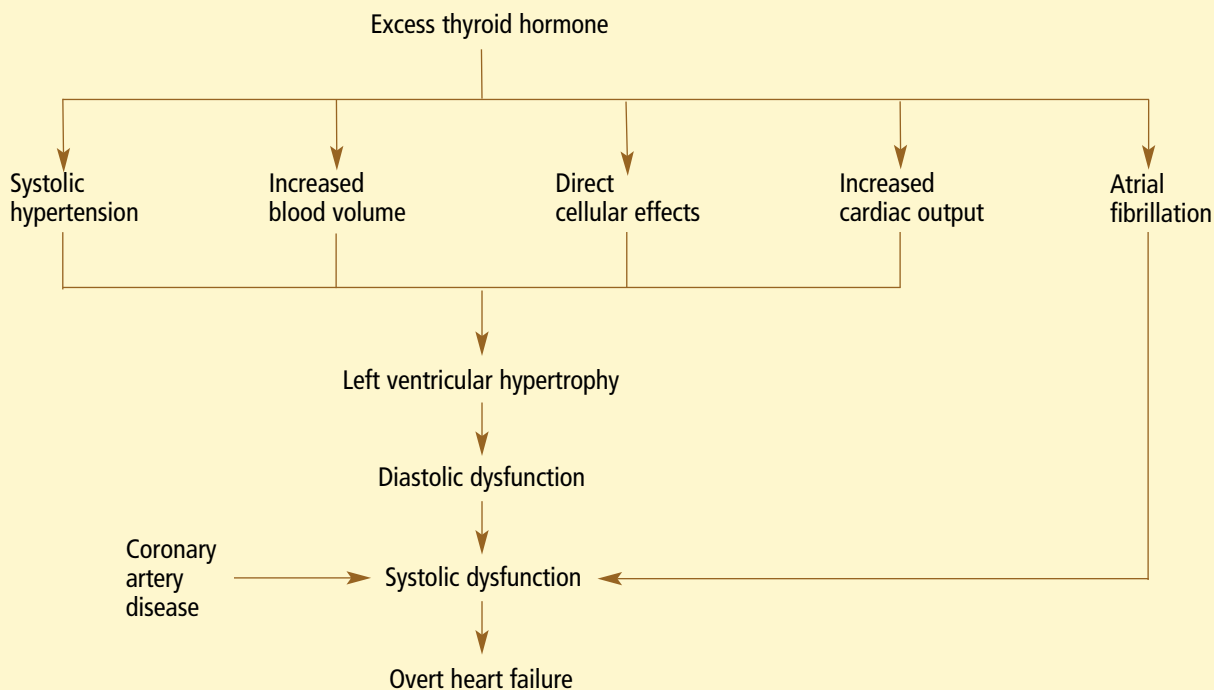 Excess thyroid hormone
Systolic
hypertension
Increased
blood volume
Direct
cellular effects
Increased
cardiac output
Atrial
fibrillation
Left ventricular hypertrophy
Diastolic dysfunction
Coronary
artery
disease
Systolic dysfunction
Overt heart failure